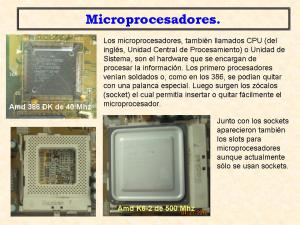 Microprocesadores.
Los microprocesadores, también llamados CPU (del
inglés, Unidad Central de Procesamiento) o Unidad de
Sistema, son el hardware que se encargan de
procesar la información. Los primero procesadores
venían soldados o, como en los 386, se podían quitar
con una palanca especial. Luego surgen los zócalos
(socket) el cual permitía insertar o quitar fácilmente el
microprocesador.
Amd 386 DK de 40 Mhz
Junto con los sockets
aparecieron también
los slots para
microprocesadores
aunque actualmente
sólo se usan sockets.
Amd K6-2 de 500 Mhz